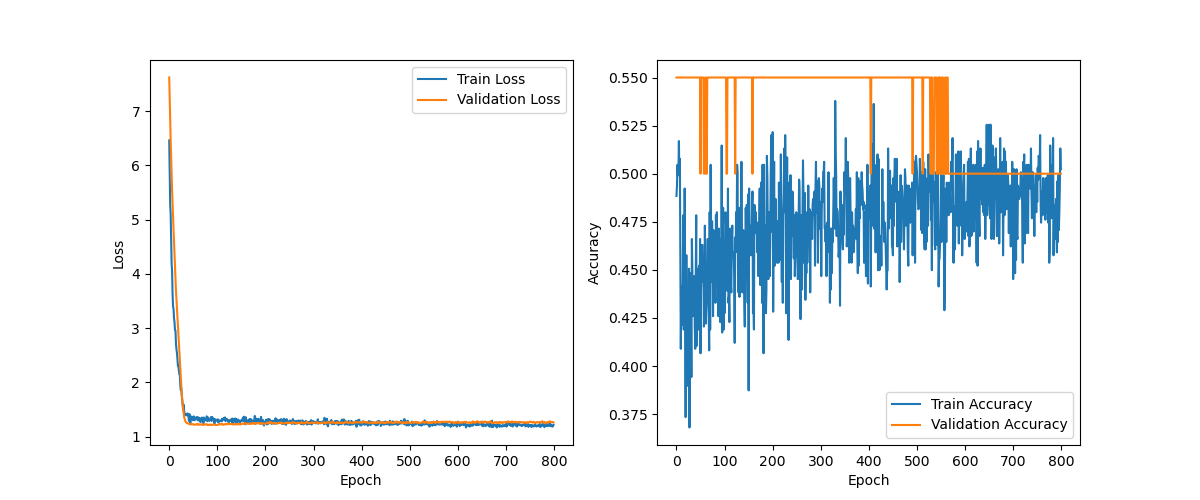 7
6
5
4
3
2
1
Loss
0 100 200 300 400 500 600 700 800
Epoch
Train Loss
Validation Loss
0.550
0.525
0.500
0.475
0.450
0.425
0.400
0.375
Accuracy
0 100 200 300 400 500 600 700 800
Epoch
Train Accuracy
Validation Accuracy